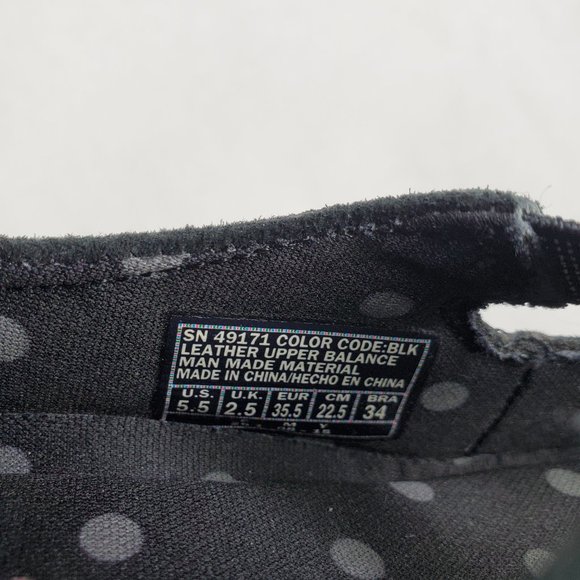 SN 49171 COLOR CODE:BLK
LEATHER UPPER BALANCE
MAN MADE MATERIAL
MADE IN CHINA/HECHO EN CHINA
U.S. U.K. EUR CM BRA
5.5 2.5 35.5 22.5 34
M Y